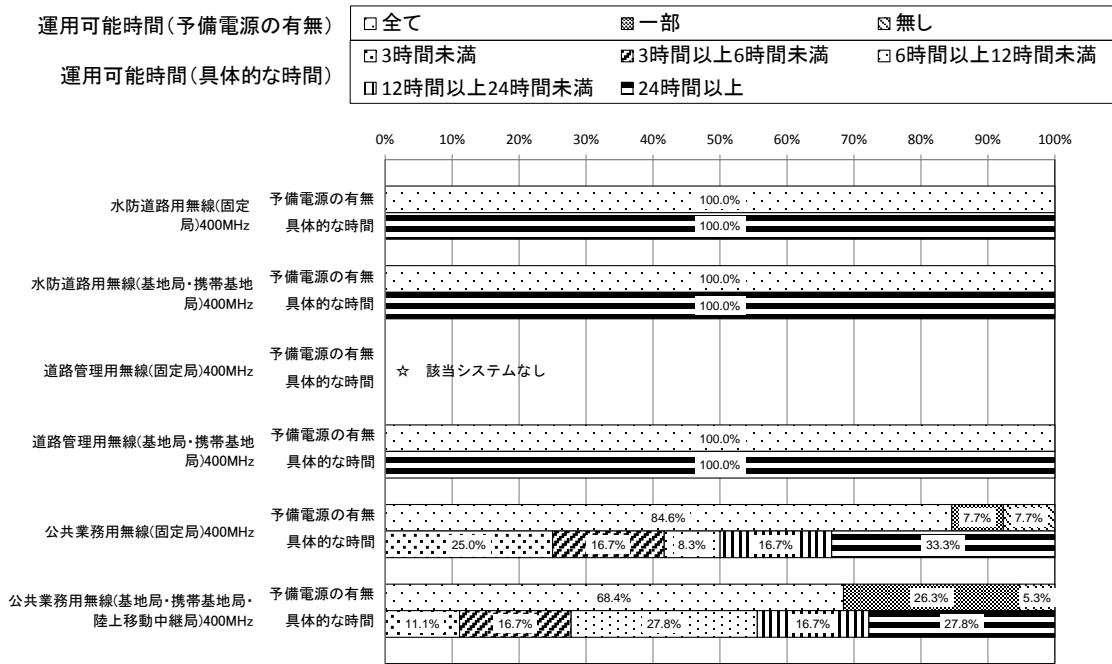 運用可能時間(予備電源の有無) 全て 一部 無し
運用可能時間(具体的な時間) 3時間未満 3時間以上6時間未満 6時間以上12時間未満
12時間以上24時間未満 24時間以上
0% 10% 20% 30% 40% 50% 60% 70% 80% 90% 100%
水防道路用無線(固定
局)400MHz
予備電源の有無 100.0%
具体的な時間 100.0%
水防道路用無線(基地局・携帯基地
局)400MHz
予備電源の有無 100.0%
具体的な時間 100.0%
道路管理用無線(固定局)400MHz
予備電源の有無
具体的な時間
☆ 該当システムなし
道路管理用無線(基地局・携帯基地
局)400MHz
予備電源の有無 100.0%
具体的な時間 100.0%
公共業務用無線(固定局)400MHz
予備電源の有無 84.6% 7.7% 7.7%
具体的な時間 25.0% 16.7% 8.3% 16.7% 33.3%
公共業務用無線(基地局・携帯基地局・
陸上移動中継局)400MHz
予備電源の有無 68.4% 26.3% 5.3%
具体的な時間 11.1% 16.7% 27.8% 16.7% 27.8%